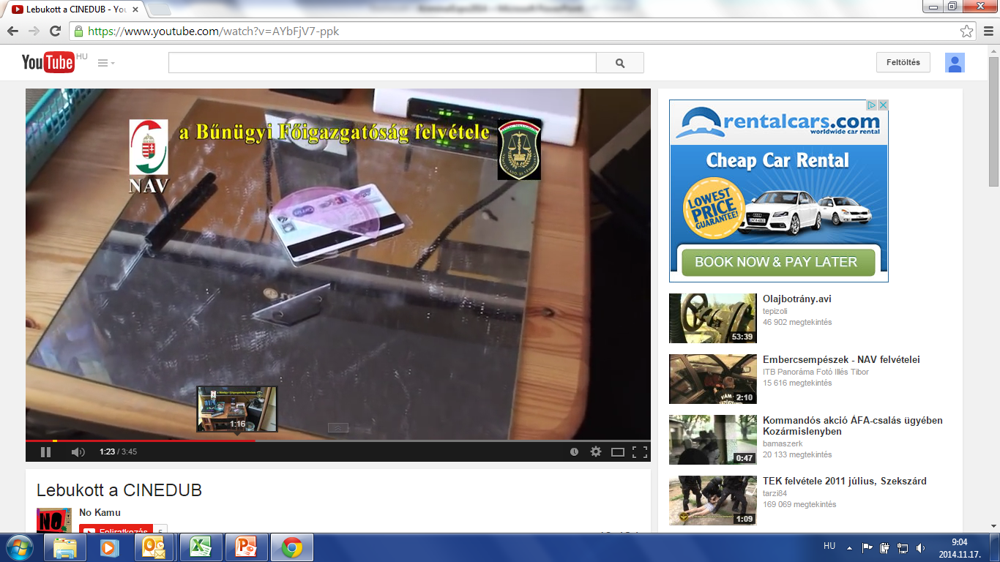 Lebukott a CINEDUB - You
https://www.youtube.com/watch?v=AYbFjV7-ppk
YouTube HU
Feltöltés
a Bűnügyi Főigazgatóság felvétele
NAV
1:16
1:23 / 3:45
Lebukott a CINEDUB
No Kamu
NO
Feliratkozás 5
rentalcars.com
worldwide car rental
Cheap Car Rental
LOWEST
PRICE
GUARANTEE!
BOOK NOW & PAY LATER
Olajbotrány.avi
tepizoli
46 902 megtekintés
53:39
Embercsempészek - NAV felvételei
ITB Panoráma Fotó Illés Tibor
15 616 megtekintés
2:10
Kommandós akció ÁFA-csalás ügyében
Kozármislenyben
bamaszerk
20 133 megtekintés
0:47
TEK felvétele 2011 július, Szekszárd
tarzi84
169 069 megtekintés
1:09
HU
9:04
2014.11.17.